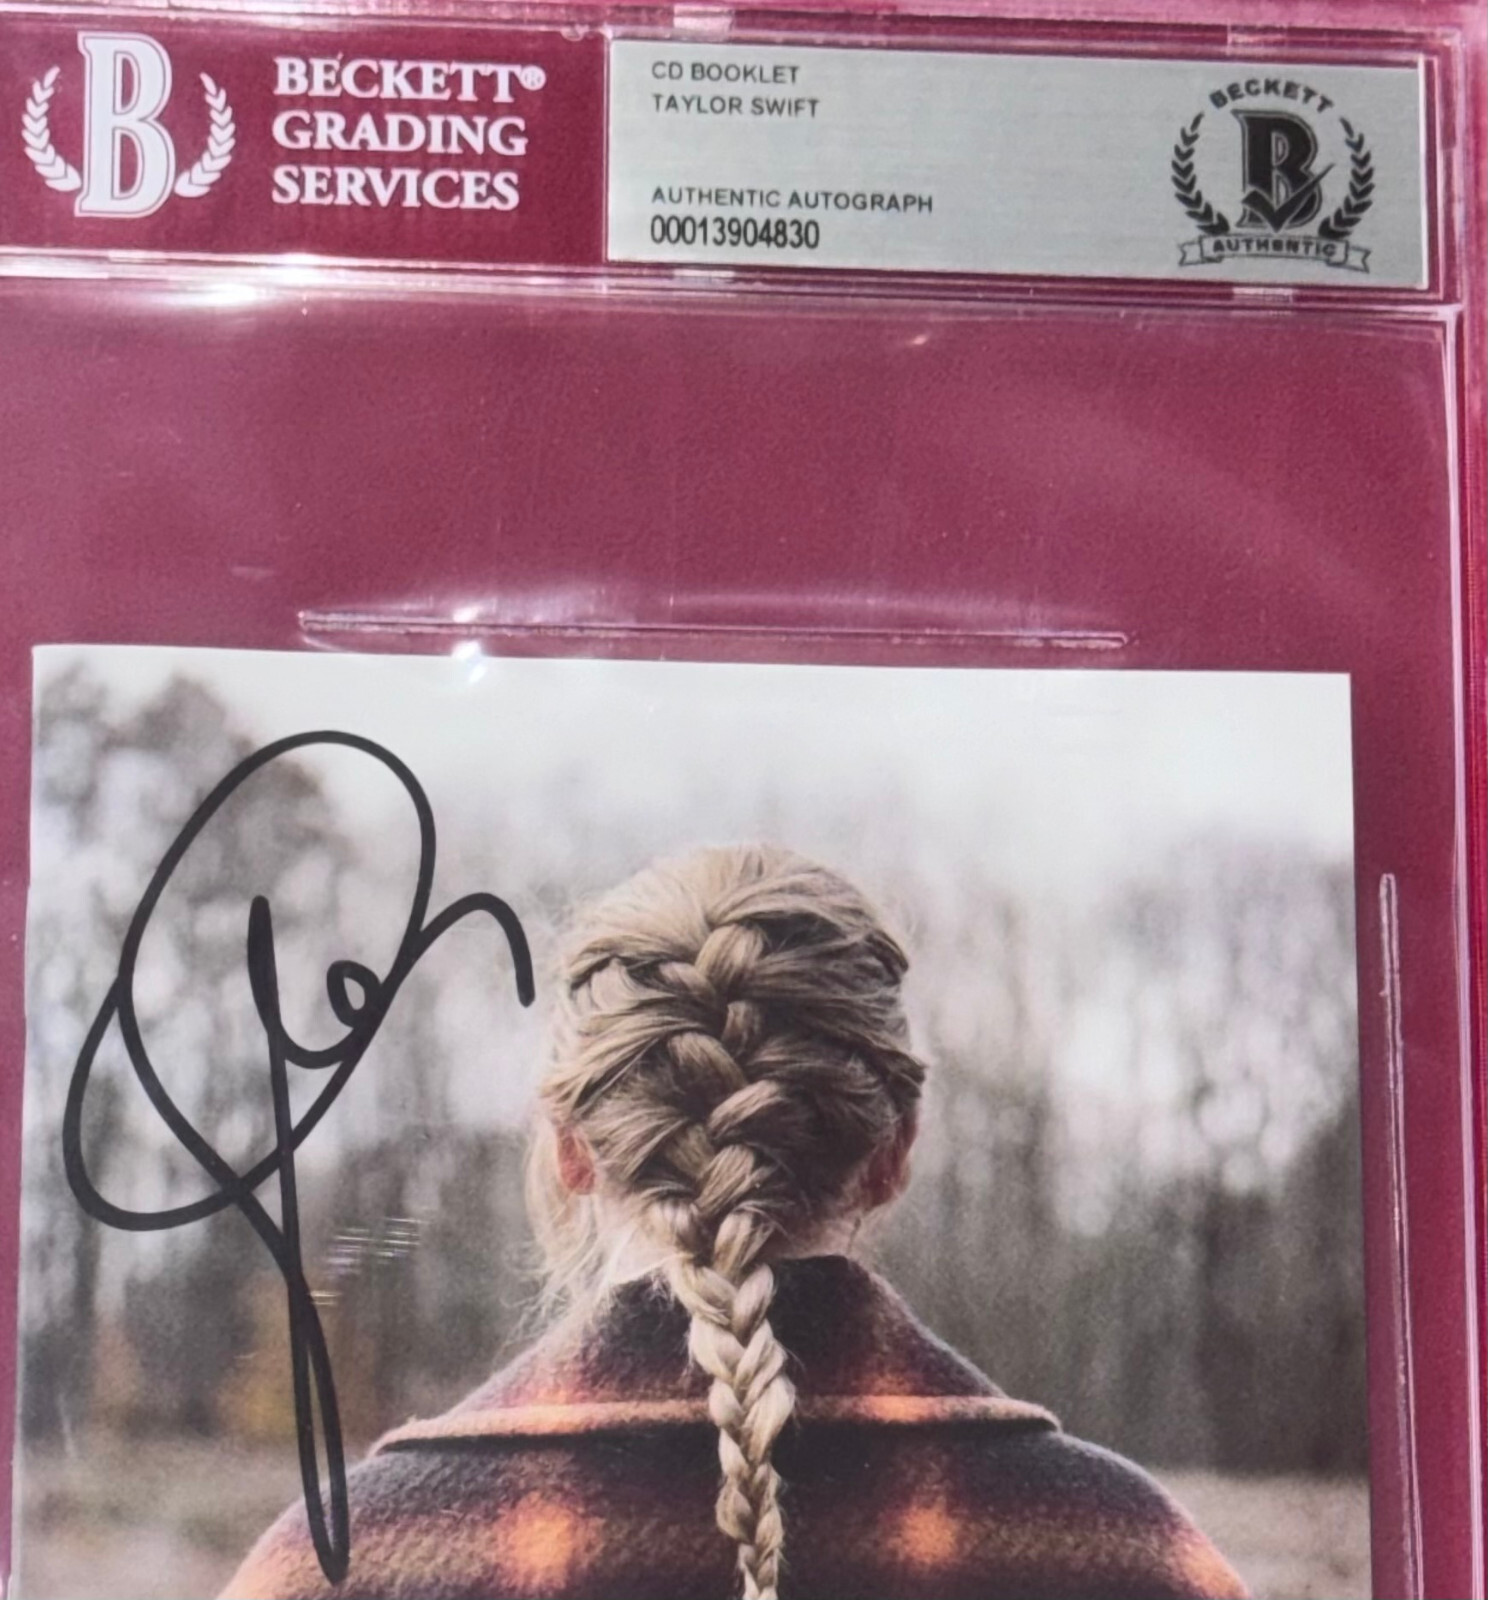 B
BECKETT®
GRADING
SERVICES
CD BOOKLET
TAYLOR SWIFT
AUTHENTIC AUTOGRAPH
00013904830
BECKETT
B
AUTHENTIC